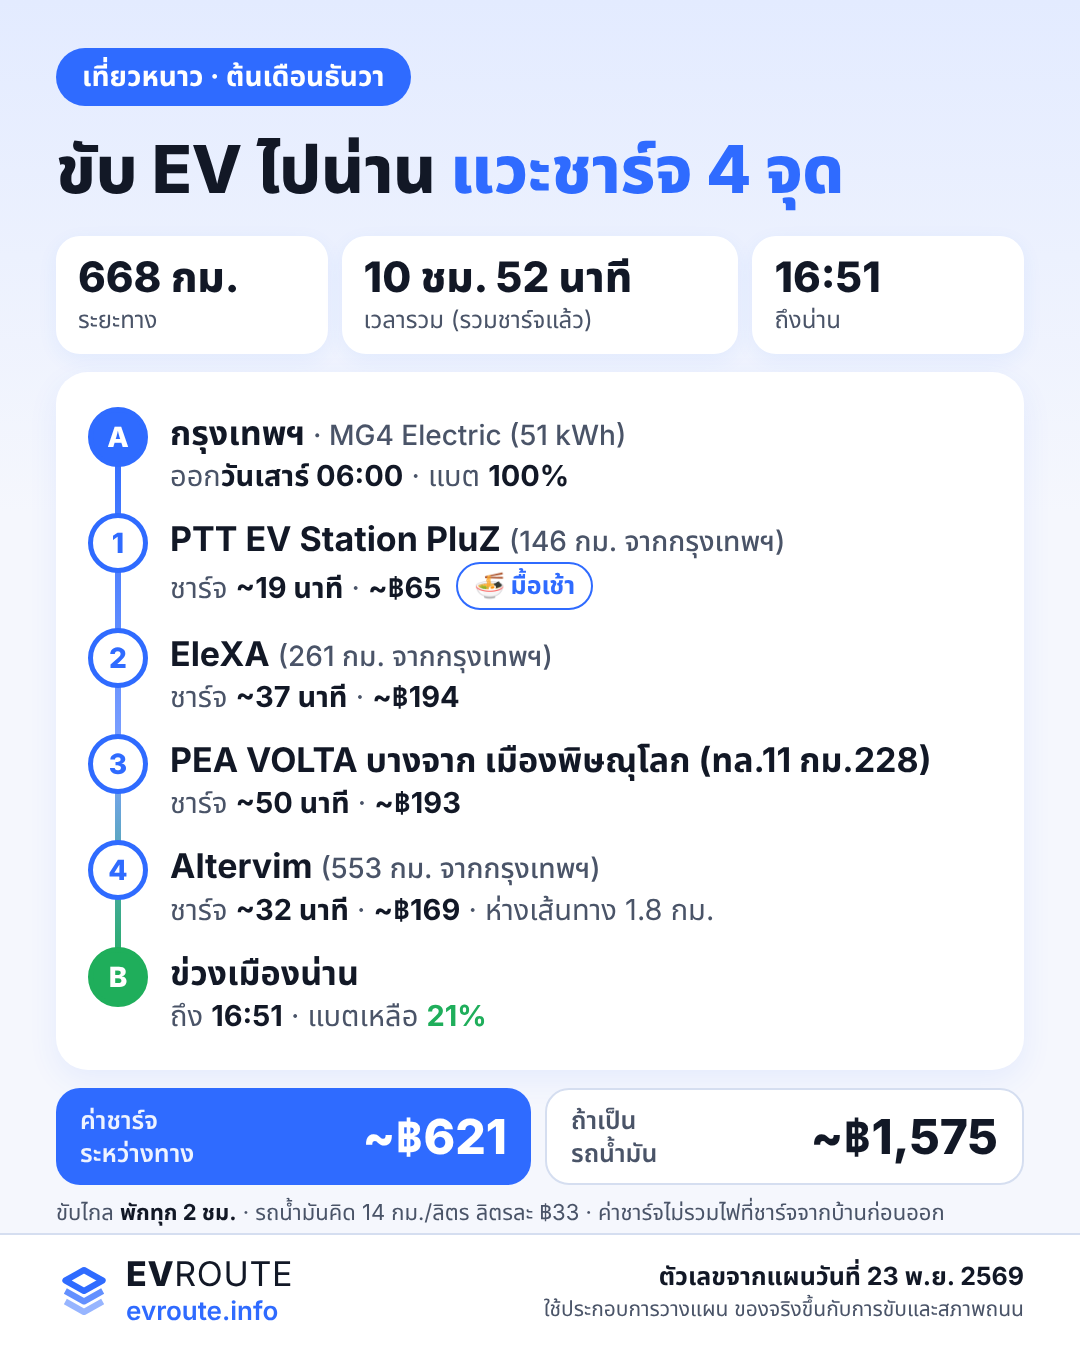 เที่ยวหนาว · ต้นเดือนธันวา
ขับ EV ไปน่าน แวะชาร์จ 4 จุด
668 กม.
ระยะทาง
10 ชม. 52 นาที
เวลารวม (รวมชาร์จแล้ว)
16:51
ถึงน่าน
A
กรุงเทพฯ · MG4 Electric (51 kWh)
ออกวันเสาร์ 06:00 · แบต 100%
1
PTT EV Station PluZ (146 กม. จากกรุงเทพฯ)
ชาร์จ ~19 นาที · ~฿65 🍜 มื้อเช้า
2
EleXA (261 กม. จากกรุงเทพฯ)
ชาร์จ ~37 นาที · ~฿194
3
PEA VOLTA บางจาก เมืองพิษณุโลก (ทล.11 กม.228)
ชาร์จ ~50 นาที · ~฿193
4
Altervim (553 กม. จากกรุงเทพฯ)
ชาร์จ ~32 นาที · ~฿169 · ห่างเส้นทาง 1.8 กม.
B
ข่วงเมืองน่าน
ถึง 16:51 · แบตเหลือ 21%
ค่าชาร์จ
ระหว่างทาง
~฿621
ถ้าเป็น
รถน้ำมัน
~฿1,575
ขับไกล พักทุก 2 ชม. · รถน้ำมันคิด 14 กม./ลิตร ลิตรละ ฿33 · ค่าชาร์จไม่รวมไฟที่ชาร์จจากบ้านก่อนออก
EVROUTE
evroute.info
ตัวเลขจากแผนวันที่ 23 พ.ย. 2569
ใช้ประกอบการวางแผน ของจริงขึ้นกับการขับและสภาพถนน